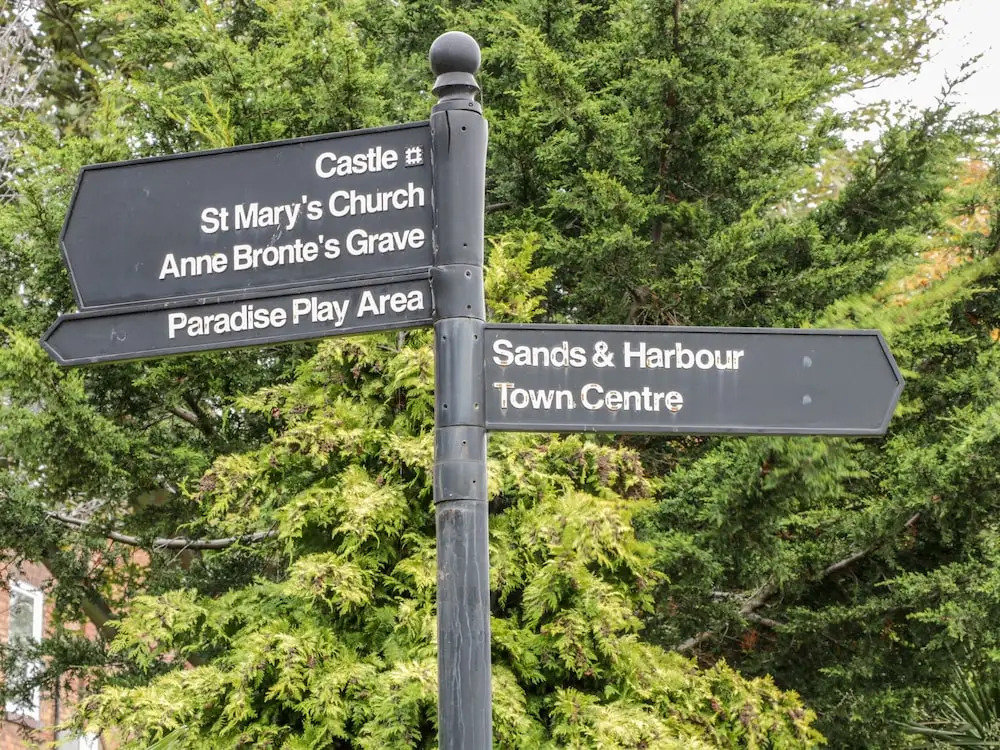 Castle
St Mary's Church
Anne Bronte's Grave
Paradise Play Area
Sands & Harbour
Town Centre